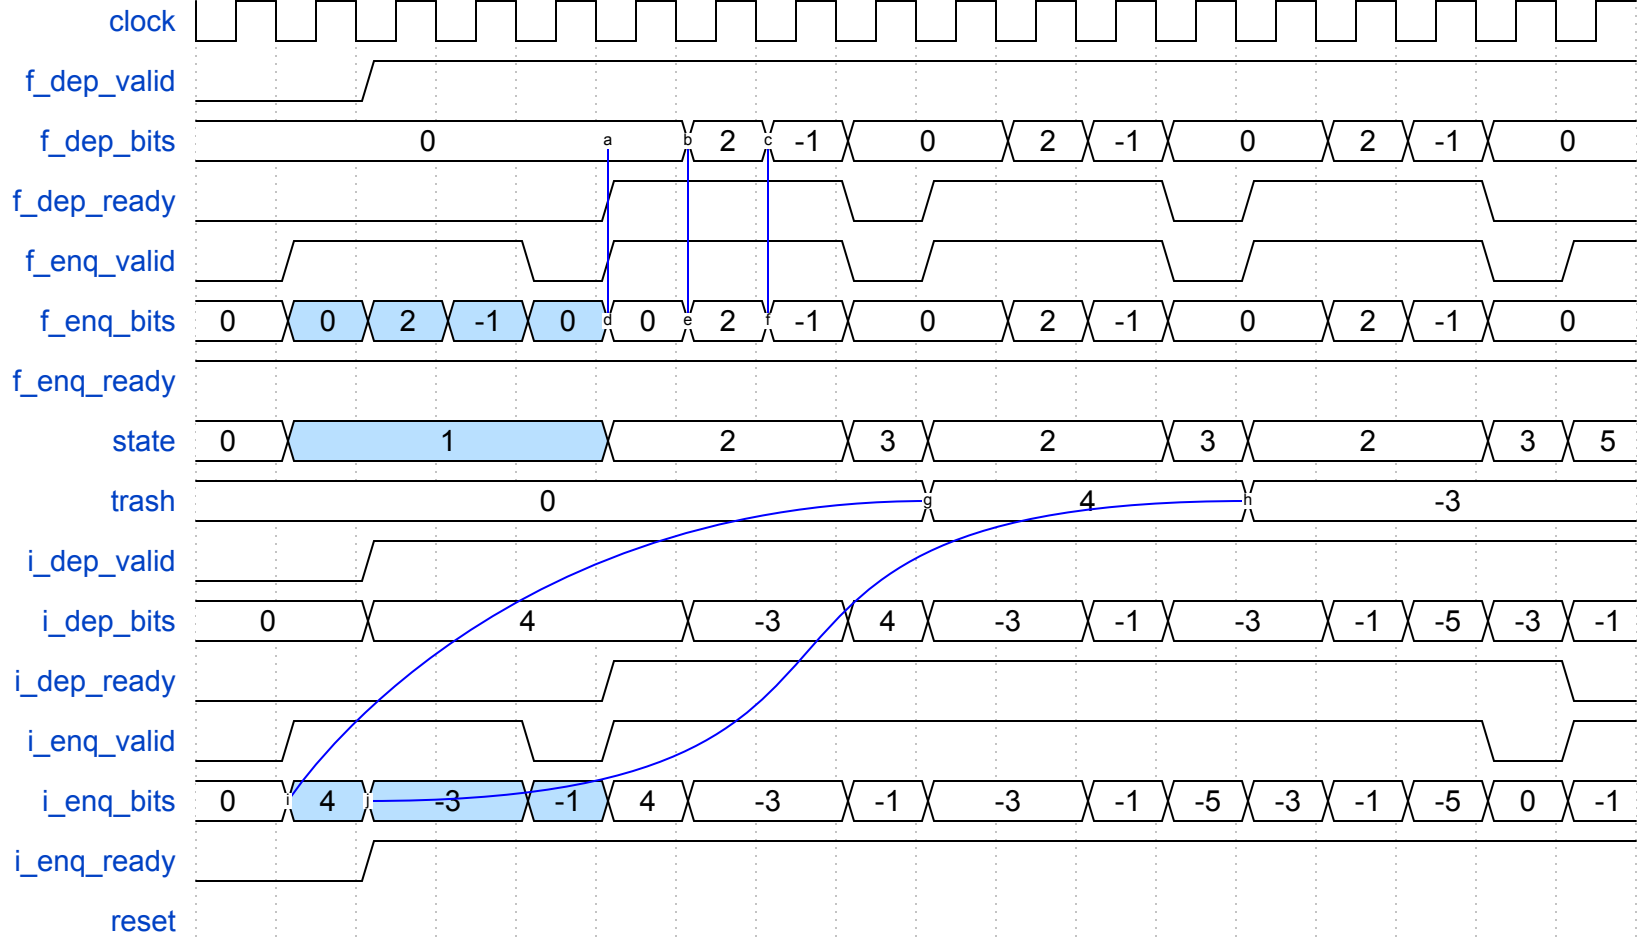 clock
f_dep_valid
f_dep_bits 0 a b 2 c -1 0 2 -1 0 2 -1 0
f_dep_ready
f_enq_valid
f_enq_bits 0 0 2 -1 0 d 0 e 2 f -1 0 2 -1 0 2 -1 0
f_enq_ready
state 0 1 2 3 2 3 2 3 5
trash 0 g 4 h -3
i_dep_valid
i_dep_bits 0 4 -3 4 -3 -1 -3 -1 -5 -3 -1
i_dep_ready
i_enq_valid
i_enq_bits 0 i 4 j -3 -1 4 -3 -1 -3 -1 -5 -3 -1 -5 0 -1
i_enq_ready
reset